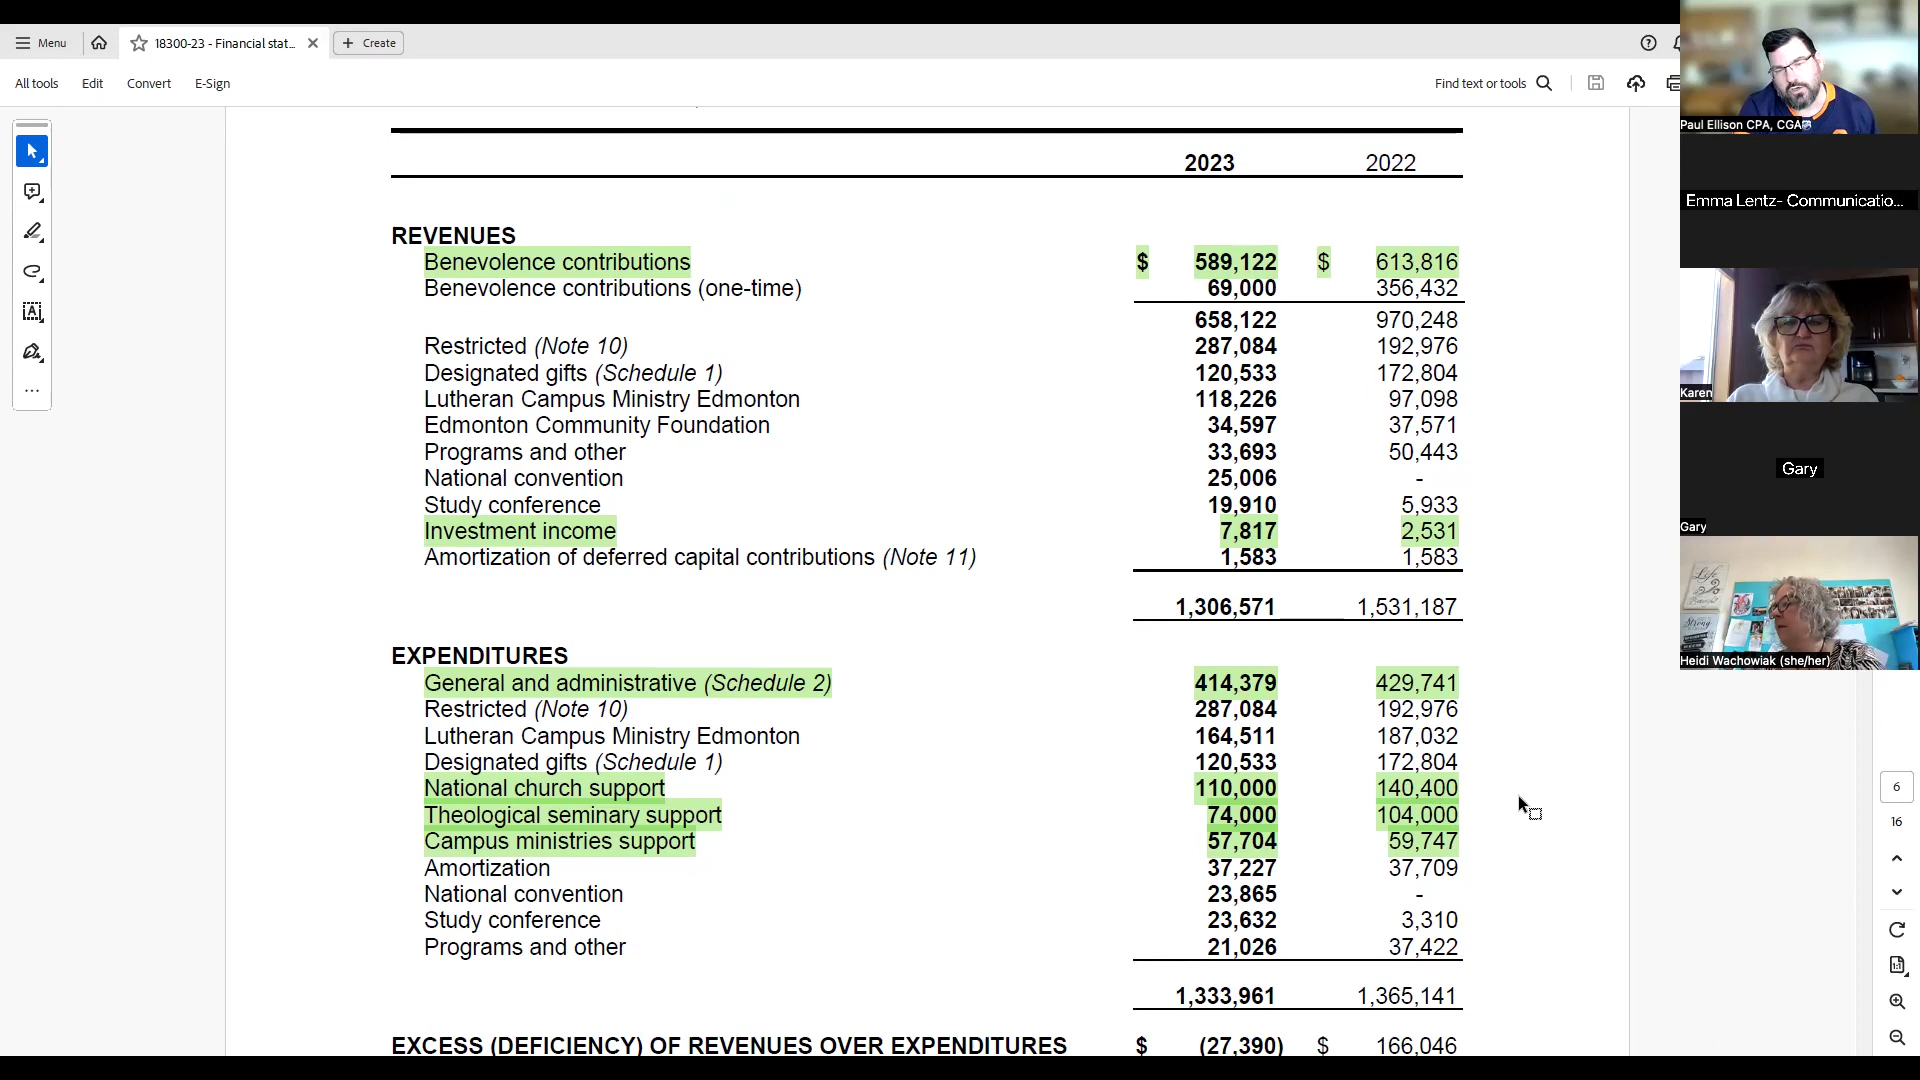 Menu
18300-23 - Financial stat...
Create
All tools
Edit
Convert
E-Sign
Find text or tools
2023 2022
REVENUES
Benevolence contributions $ 589,122 $ 613,816
Benevolence contributions (one-time) 69,000 356,432
658,122 970,248
Restricted (Note 10) 287,084 192,976
Designated gifts (Schedule 1) 120,533 172,804
Lutheran Campus Ministry Edmonton 118,226 97,098
Edmonton Community Foundation 34,597 37,571
Programs and other 33,693 50,443
National convention 25,006 -
Study conference 19,910 5,933
Investment income 7,817 2,531
Amortization of deferred capital contributions (Note 11) 1,583 1,583
1,306,571 1,531,187
EXPENDITURES
General and administrative (Schedule 2) 414,379 429,741
Restricted (Note 10) 287,084 192,976
Lutheran Campus Ministry Edmonton 164,511 187,032
Designated gifts (Schedule 1) 120,533 172,804
National church support 110,000 140,400
Theological seminary support 74,000 104,000
Campus ministries support 57,704 59,747
Amortization 37,227 37,709
National convention 23,865 -
Study conference 23,632 3,310
Programs and other 21,026 37,422
1,333,961 1,365,141
EXCESS (DEFICIENCY) OF REVENUES OVER EXPENDITURES $ (27,390) $ 166,046
Paul Ellison CPA, CGA
Emma Lentz- Communicatio...
Karen
Gary
Gary
Life
Strong
Heidi Wachowiak (she/her)
6
16